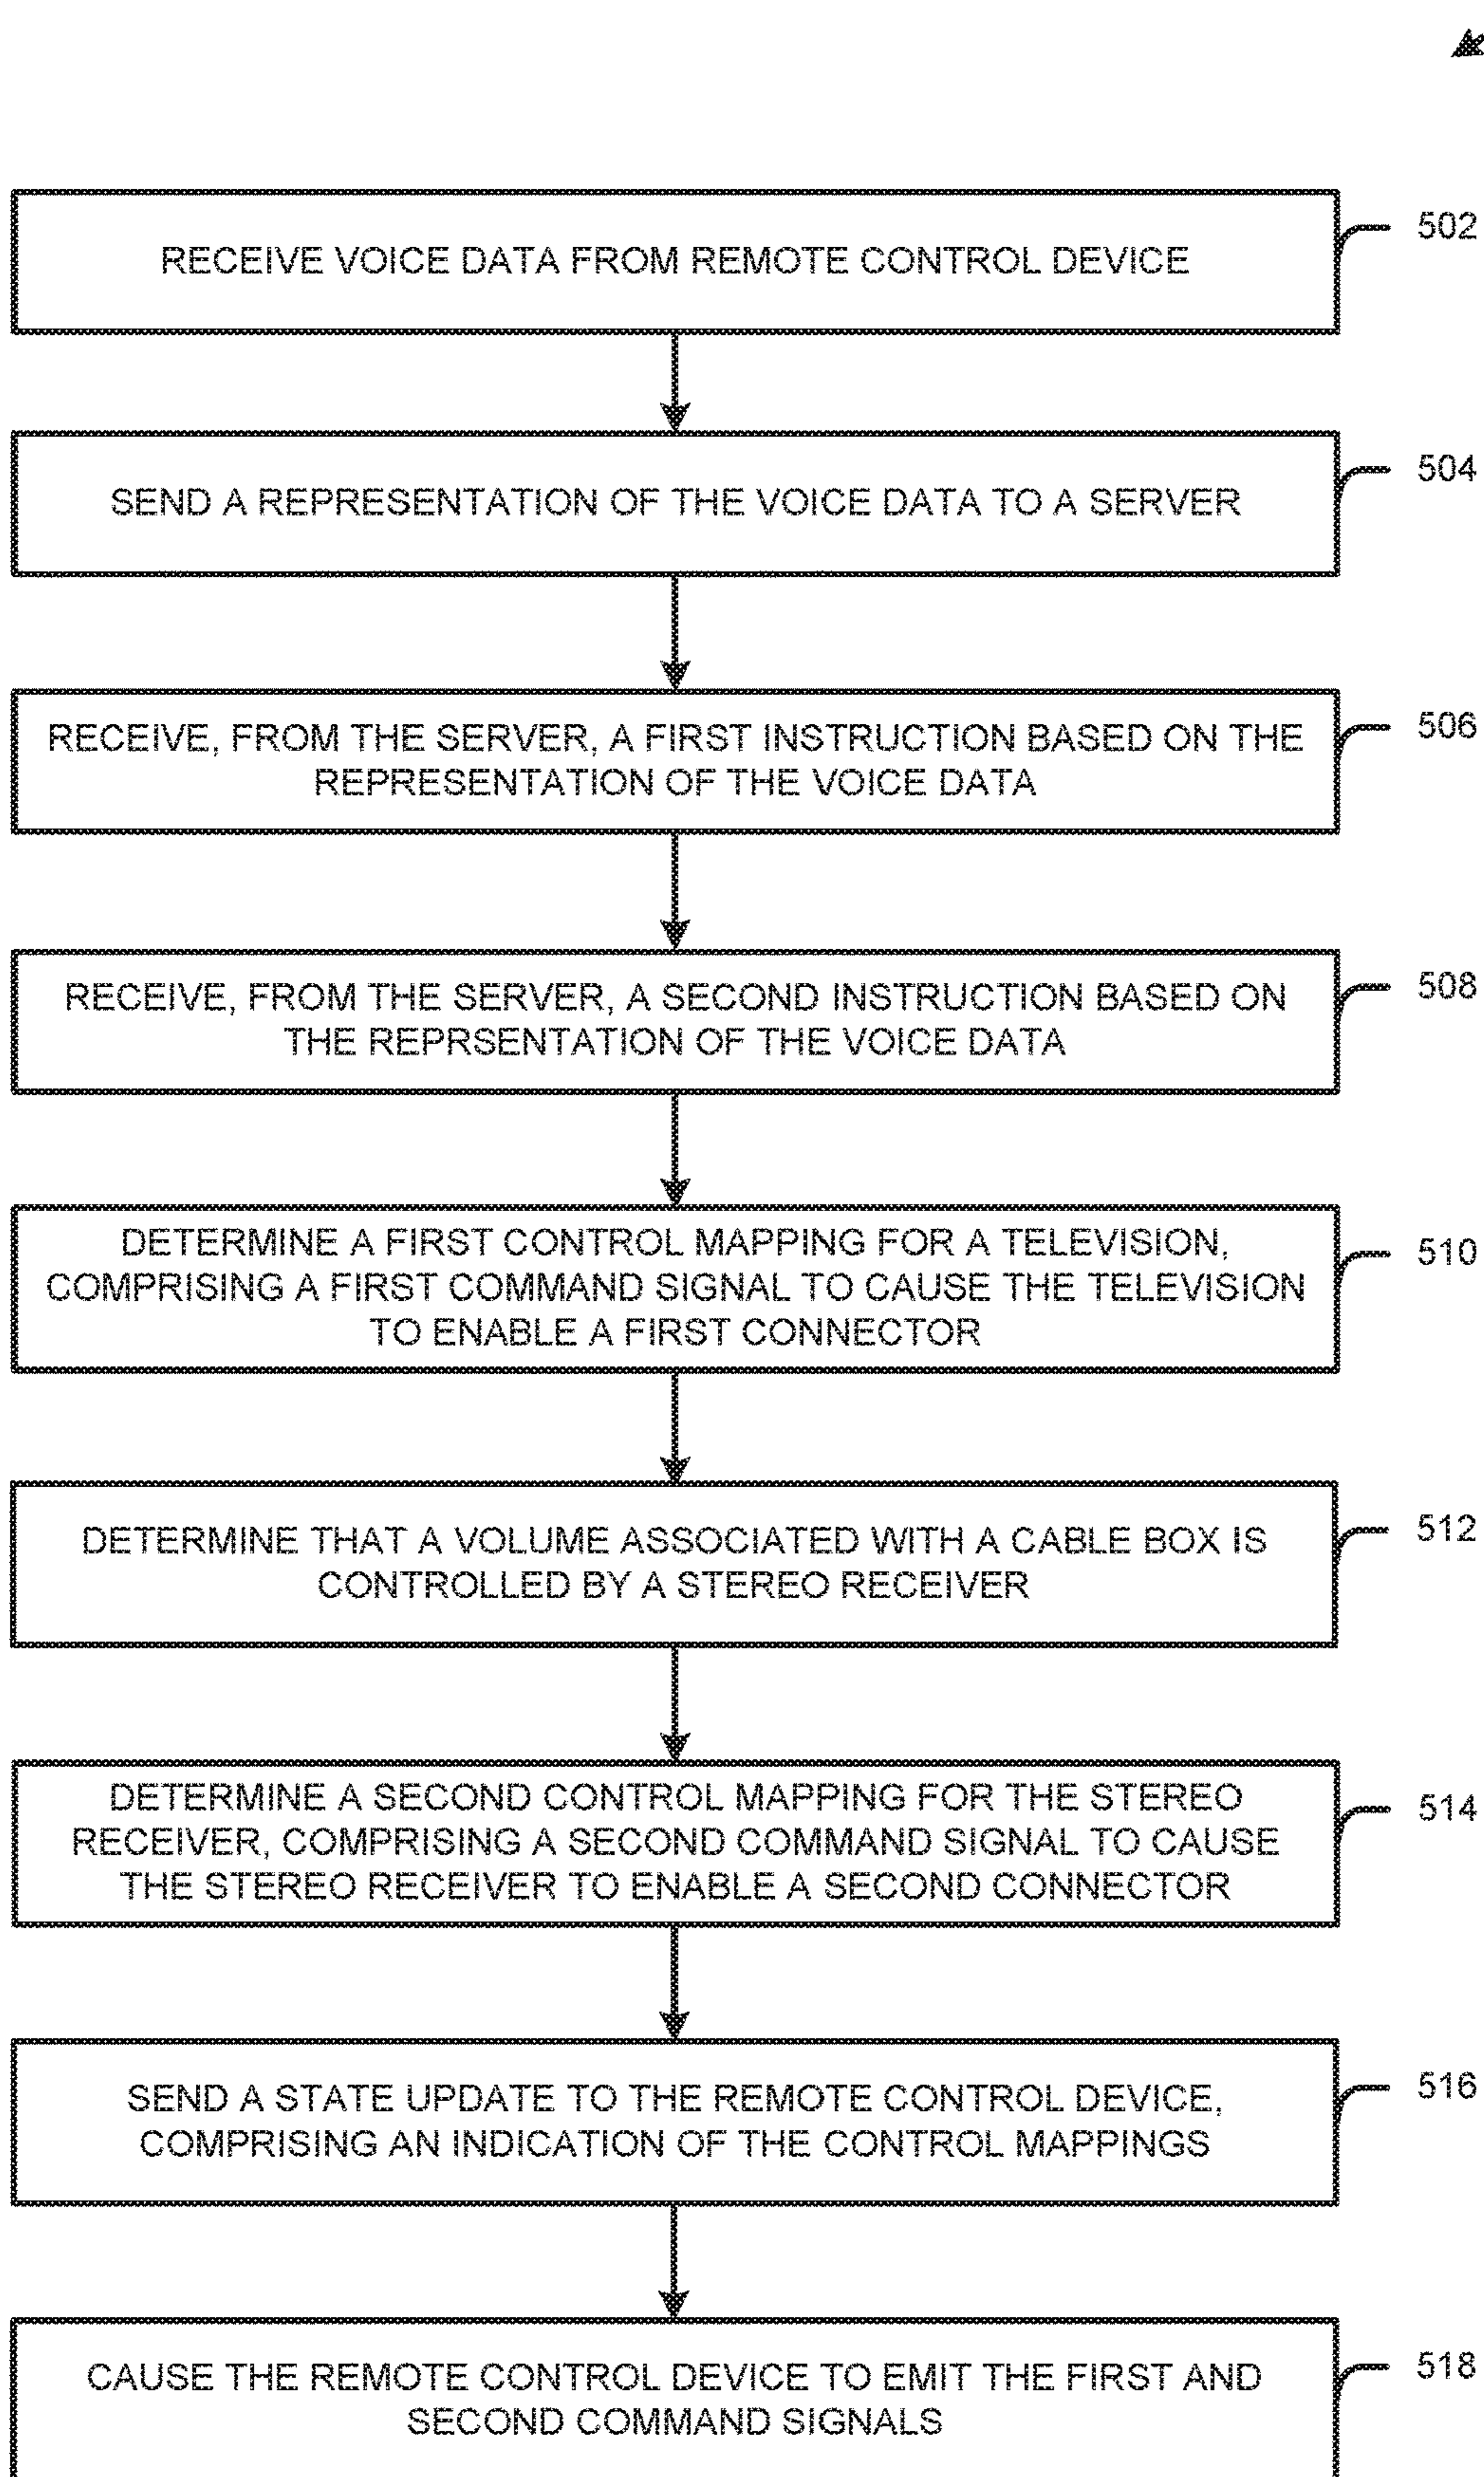 RECEIVE VOICE DATA FROM REMOTE CONTROL DEVICE
502
SEND A REPRESENTATION OF THE VOICE DATA TO A SERVER
504
RECEIVE, FROM THE SERVER, A FIRST INSTRUCTION BASED ON THE
REPRESENTATION OF THE VOICE DATA
506
RECEIVE, FROM THE SERVER, A SECOND INSTRUCTION BASED ON
THE REPRSENTATION OF THE VOICE DATA
508
DETERMINE A FIRST CONTROL MAPPING FOR A TELEVISION,
COMPRISING A FIRST COMMAND SIGNAL TO CAUSE THE TELEVISION
TO ENABLE A FIRST CONNECTOR
510
DETERMINE THAT A VOLUME ASSOCIATED WITH A CABLE BOX IS
CONTROLLED BY A STEREO RECEIVER
512
DETERMINE A SECOND CONTROL MAPPING FOR THE STEREO
RECEIVER, COMPRISING A SECOND COMMAND SIGNAL TO CAUSE
THE STEREO RECEIVER TO ENABLE A SECOND CONNECTOR
514
SEND A STATE UPDATE TO THE REMOTE CONTROL DEVICE,
COMPRISING AN INDICATION OF THE CONTROL MAPPINGS
516
CAUSE THE REMOTE CONTROL DEVICE TO EMIT THE FIRST AND
SECOND COMMAND SIGNALS
518